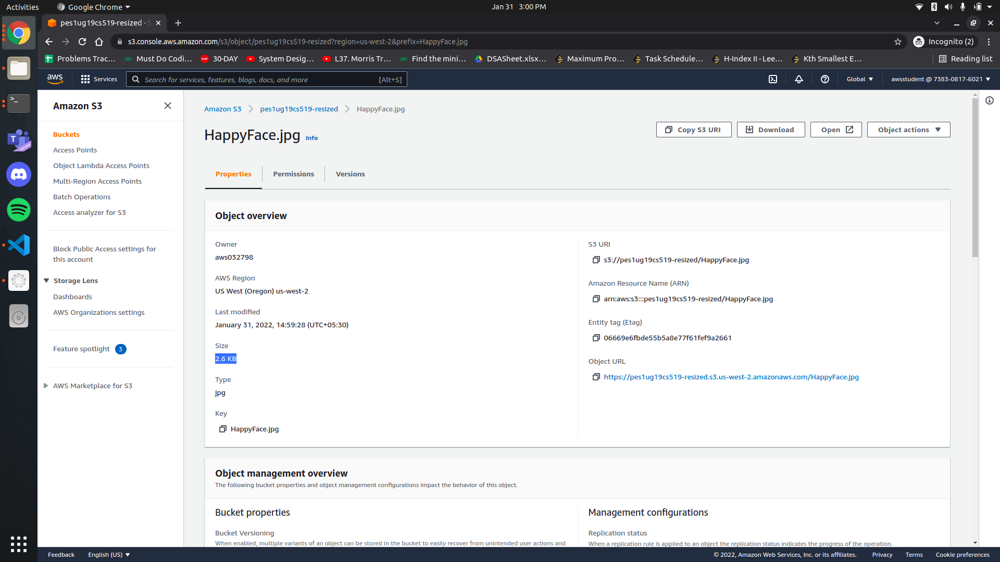 Activities
Google Chrome
Jan 31 3:00 PM
pes1ug19cs519-resized - S
s3.console.aws.amazon.com/s3/object/pes1ug19cs519-resized?region=us-west-2&prefix=HappyFace.jpg
Incognito (2)
Problems Trac...
Must Do Codi...
30-DAY
System Desig...
L37. Morris Tr...
Find the mini...
DSASheet.xlsx...
Maximum Pro...
Task Schedule...
H-Index II - Lee...
Kth Smallest E...
Reading list
aws
Services
Search for services, features, blogs, docs, and more
[Alt+S]
Global
awsstudent @ 7383-0817-6021
Amazon S3
Buckets
Access Points
Object Lambda Access Points
Multi-Region Access Points
Batch Operations
Access analyzer for S3
Block Public Access settings for
this account
Storage Lens
Dashboards
AWS Organizations settings
Feature spotlight 3
AWS Marketplace for S3
Amazon S3
pes1ug19cs519-resized
HappyFace.jpg
HappyFace.jpg Info
Copy S3 URI
Download
Open
Object actions
Properties
Permissions
Versions
Object overview
Owner
aws032798
AWS Region
US West (Oregon) us-west-2
Last modified
January 31, 2022, 14:59:28 (UTC+05:30)
Size
2.6 KB
Type
jpg
Key
HappyFace.jpg
S3 URI
s3://pes1ug19cs519-resized/HappyFace.jpg
Amazon Resource Name (ARN)
arn:aws:s3:::pes1ug19cs519-resized/HappyFace.jpg
Entity tag (Etag)
06669e6fbde55b5a8e77f61fef9a2661
Object URL
https://pes1ug19cs519-resized.s3.us-west-2.amazonaws.com/HappyFace.jpg
Object management overview
The following bucket properties and object management configurations impact the behavior of this object.
Bucket properties
Bucket Versioning
When enabled, multiple variants of an object can be stored in the bucket to easily recover from unintended user actions and
Management configurations
Replication status
When a replication rule is applied to an object the replication status indicates the progress of the operation.
Feedback
English (US)
© 2022, Amazon Web Services, Inc. or its affiliates.
Privacy
Terms
Cookie preferences